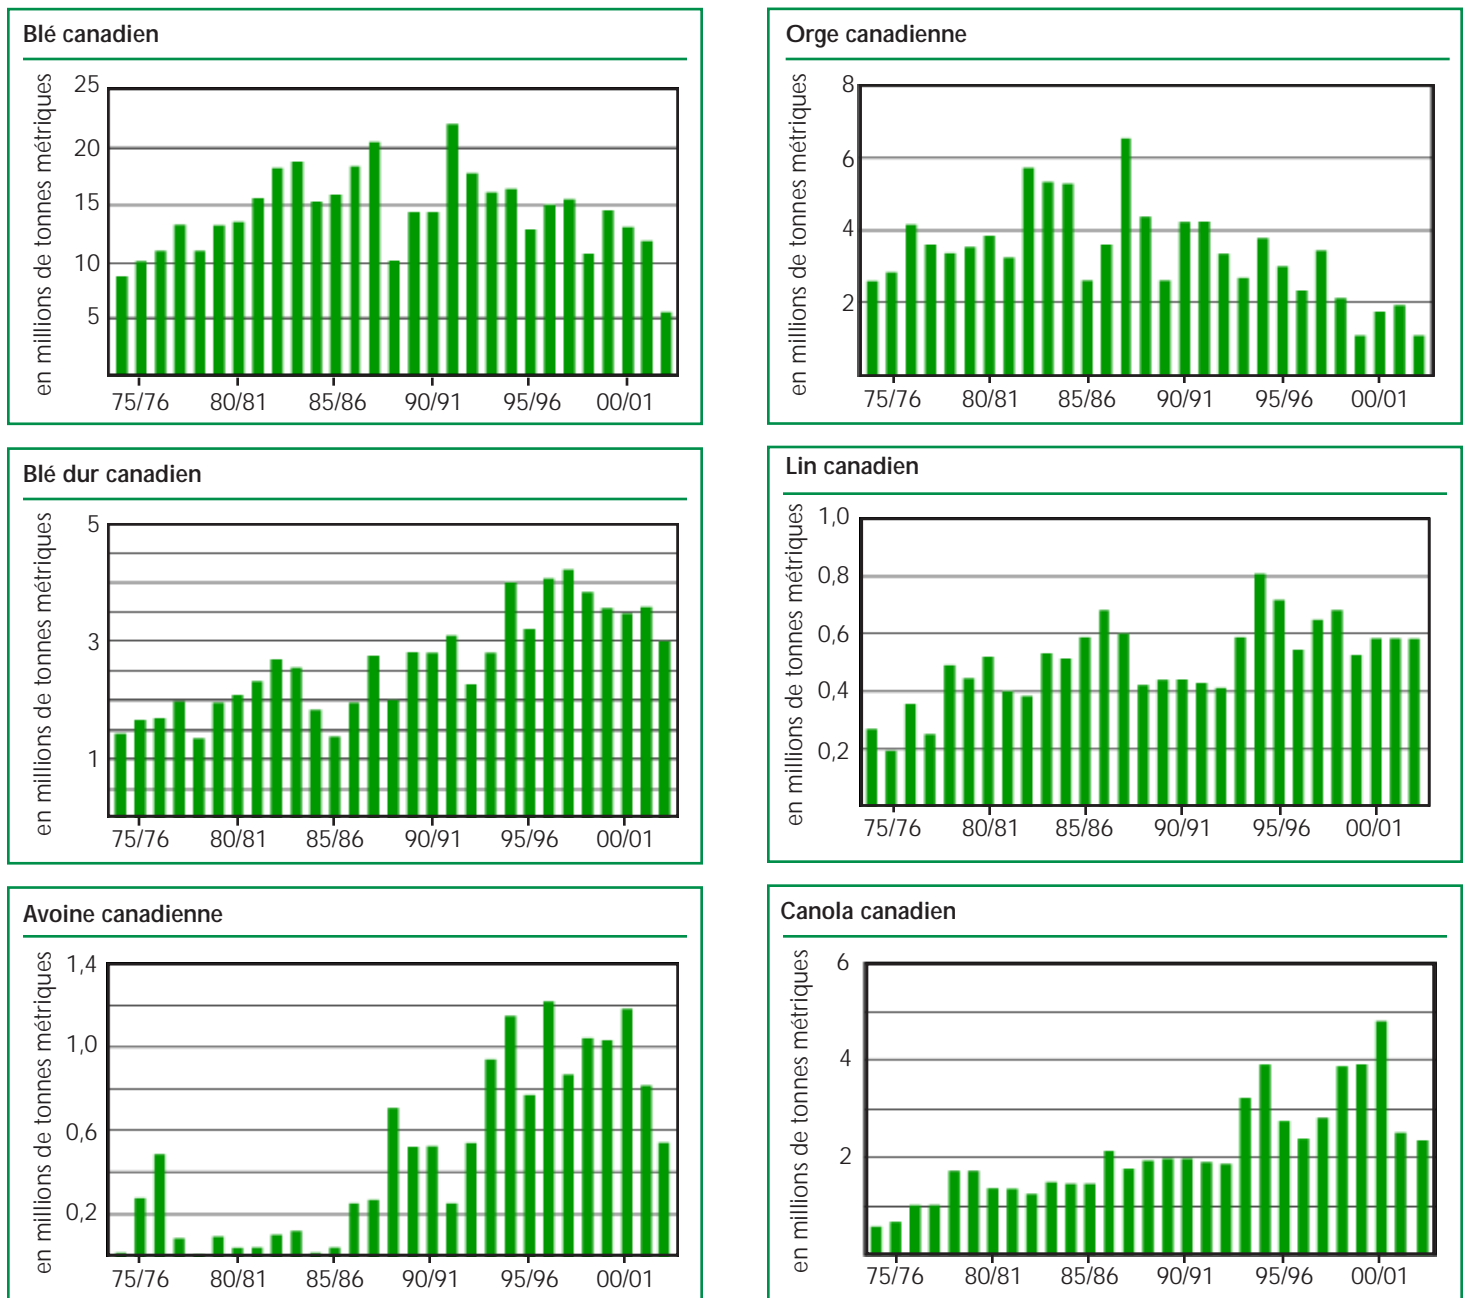 Blé canadien
en millions de tonnes métriques
25
20
15
10
5
75/76 80/81 85/86 90/91 95/96 00/01
Orge canadienne
en millions de tonnes métriques
8
6
4
2
75/76 80/81 85/86 90/91 95/96 00/01
Blé dur canadien
en millions de tonnes métriques
5
3
1
75/76 80/81 85/86 90/91 95/96 00/01
Lin canadien
en millions de tonnes métriques
1,0
0,8
0,6
0,4
0,2
75/76 80/81 85/86 90/91 95/96 00/01
Avoine canadienne
en millions de tonnes métriques
1,4
1,0
0,6
0,2
75/76 80/81 85/86 90/91 95/96 00/01
Canola canadien
en millions de tonnes métriques
6
4
2
75/76 80/81 85/86 90/91 95/96 00/01